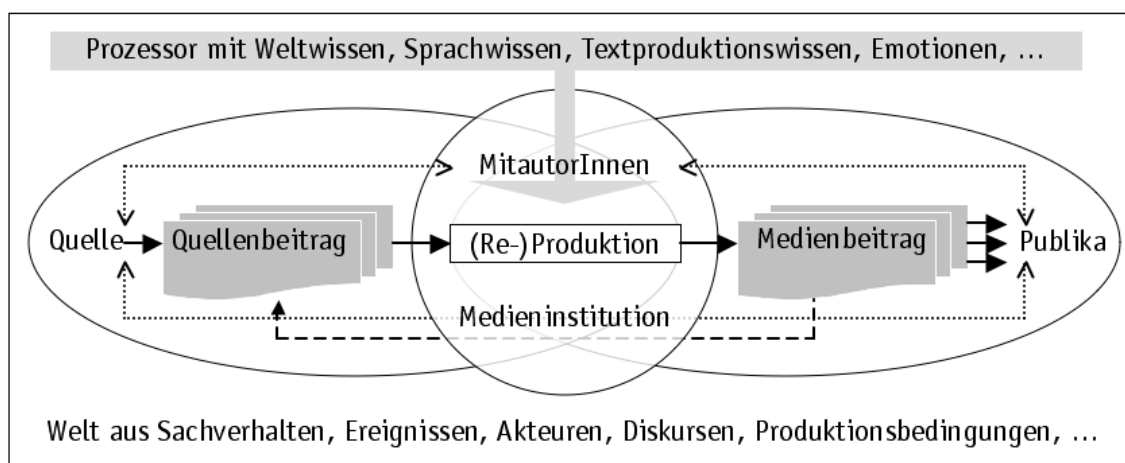 Prozessor mit Weltwissen, Sprachwissen, Textproduktionswissen, Emotionen, …
MitautorInnen
Quelle
Quellenbeitrag
(Re-)Produktion
Medienbeitrag
Publika
Medieninstitution
Welt aus Sachverhalten, Ereignissen, Akteuren, Diskursen, Produktionsbedingungen, …